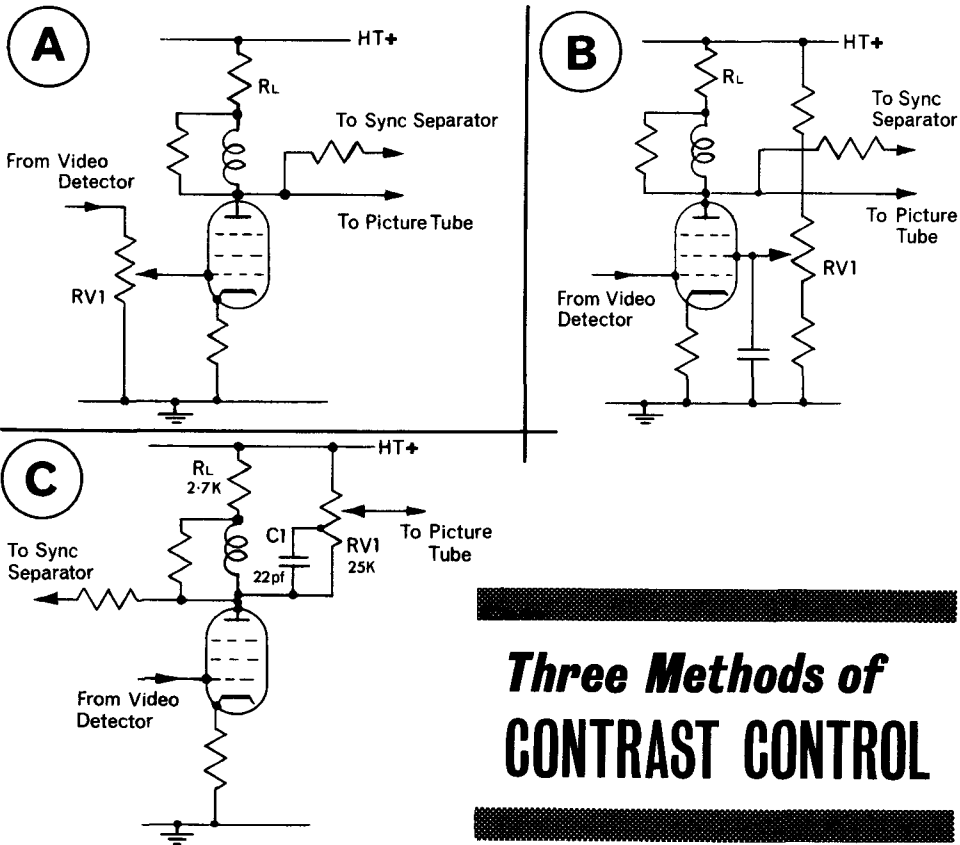 A
HT+
RL
To Sync Separator
From Video
Detector
To Picture Tube
RV1
B
HT+
RL
To Sync
Separator
To Picture
Tube
RV1
From Video
Detector
C
HT+
RL
2·7K
C1
To Picture
Tube
RV1
25K
22pf
To Sync
Separator
From Video
Detector
Three Methods of
CONTRAST CONTROL